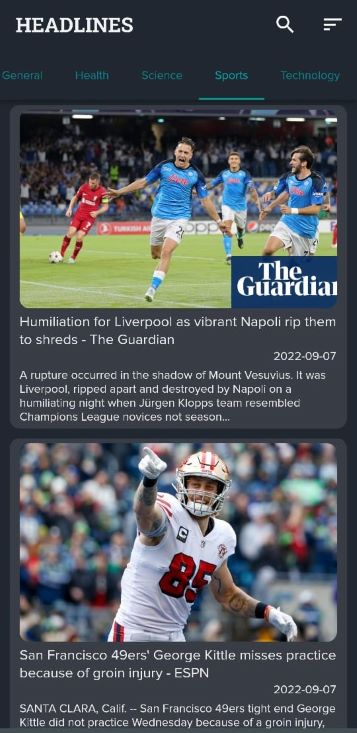 HEADLINES
General Health Science Sports Technology
TURKISH AI
oppo
The
Guardian
Humiliation for Liverpool as vibrant Napoli rip them
to shreds - The Guardian
2022-09-07
A rupture occurred in the shadow of Mount Vesuvius. It was
Liverpool, ripped apart and destroyed by Napoli on a
humiliating night when Jürgen Klopps team resembled
Champions League novices not season...
85
San Francisco 49ers' George Kittle misses practice
because of groin injury - ESPN
2022-09-07
SANTA CLARA, Calif. -- San Francisco 49ers tight end George
Kittle did not practice Wednesday because of a groin injury,